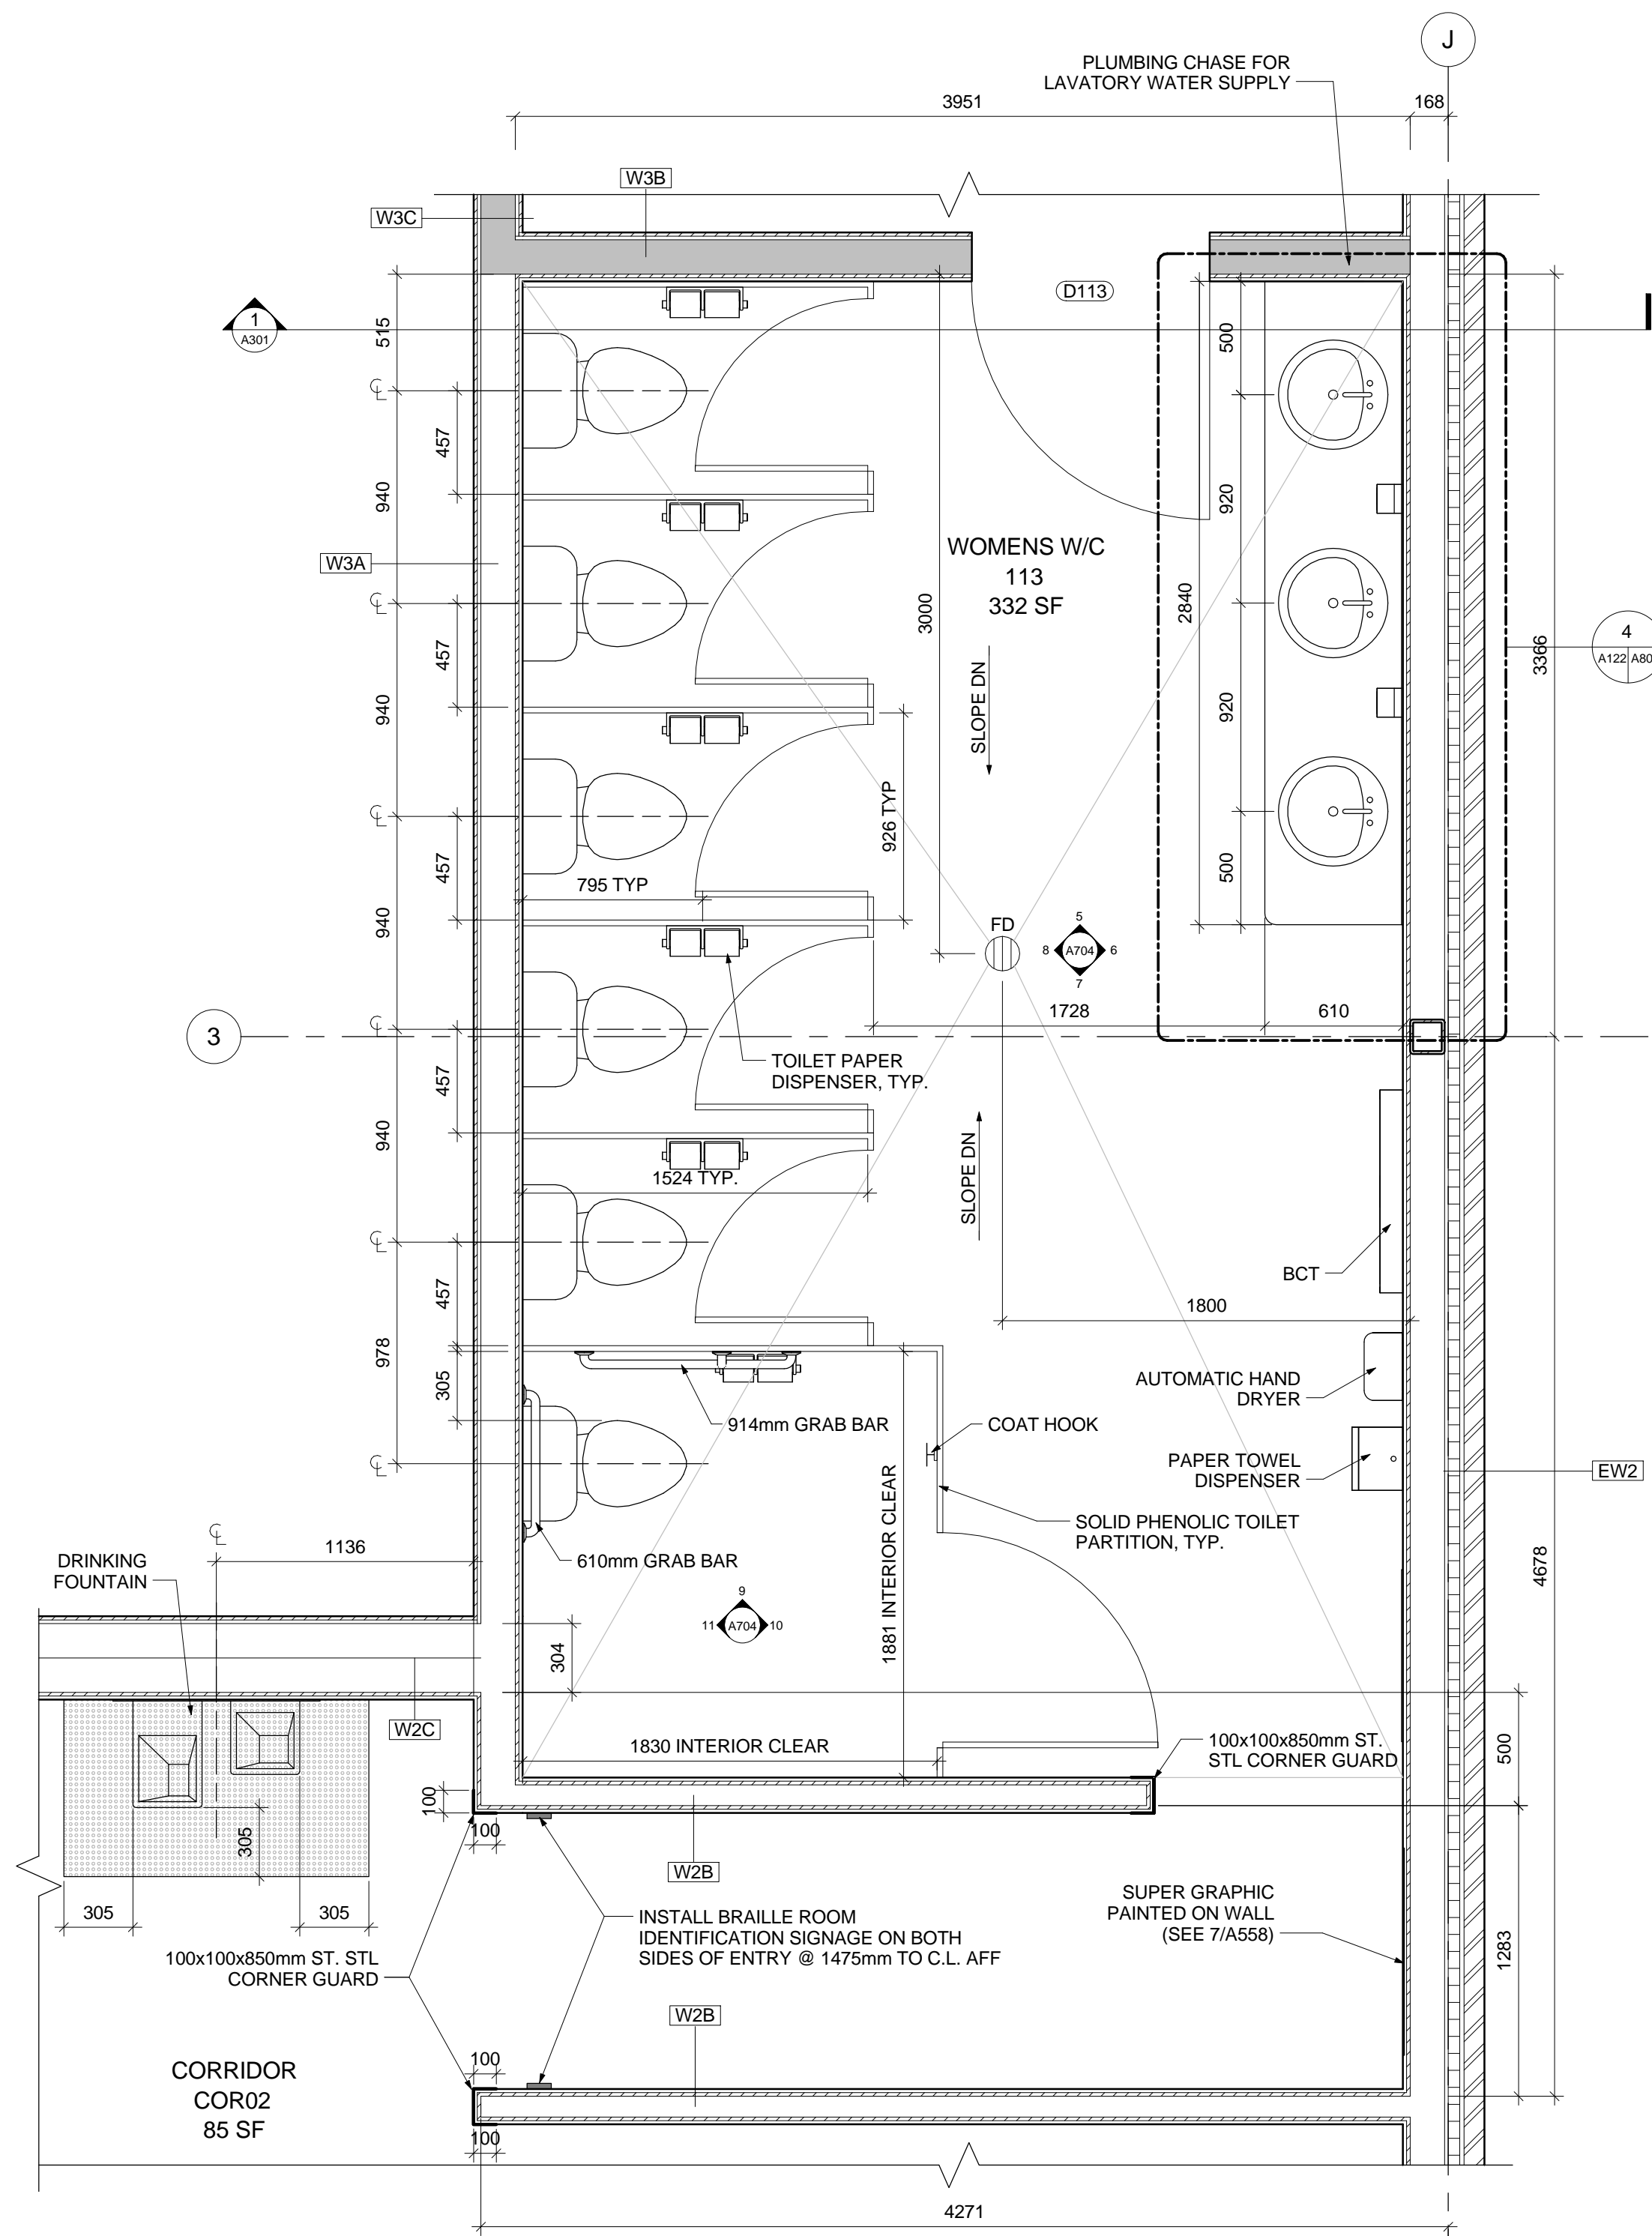 J
PLUMBING CHASE FOR
LAVATORY WATER SUPPLY
3951
168
W3B
W3C
D113
1
A301
515
500
457
940
920
W3A
WOMENS W/C
113
332 SF
3000
2840
3366
4
A122
457
940
SLOPE DN
920
926 TYP
457
795 TYP
500
940
FD
5
8
A704
6
7
3
1728
610
TOILET PAPER
DISPENSER, TYP.
457
940
SLOPE DN
1524 TYP.
BCT
457
1800
978
305
AUTOMATIC HAND
DRYER
914mm GRAB BAR
COAT HOOK
PAPER TOWEL
DISPENSER
EW2
1881 INTERIOR CLEAR
SOLID PHENOLIC TOILET
PARTITION, TYP.
1136
DRINKING
FOUNTAIN
610mm GRAB BAR
4678
9
11
A704
10
304
W2C
1830 INTERIOR CLEAR
100x100x850mm ST.
STL CORNER GUARD
500
100
100
305
W2B
305
305
INSTALL BRAILLE ROOM
IDENTIFICATION SIGNAGE ON BOTH
SIDES OF ENTRY @ 1475mm TO C.L. AFF
SUPER GRAPHIC
PAINTED ON WALL
(SEE 7/A558)
100x100x850mm ST. STL
CORNER GUARD
1283
W2B
100
CORRIDOR
COR02
85 SF
100
4271